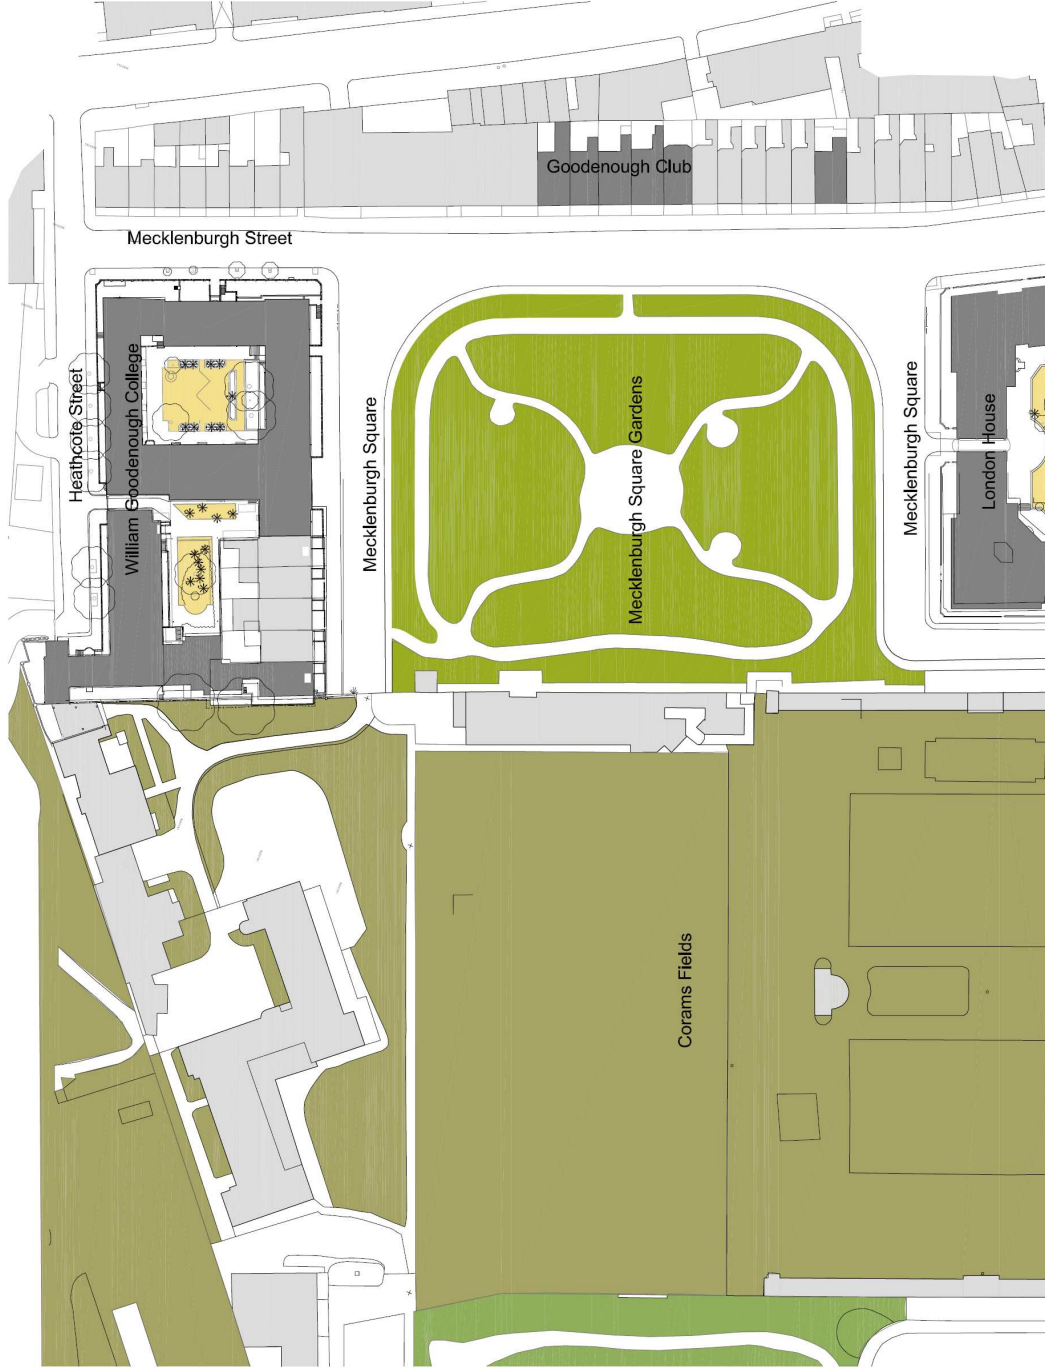 Goodenough Club
Mecklenburgh Street
Heathcote Street
William Goodenough College
Mecklenburgh Square
Mecklenburgh Square Gardens
Mecklenburgh Square
London House
Corams Fields